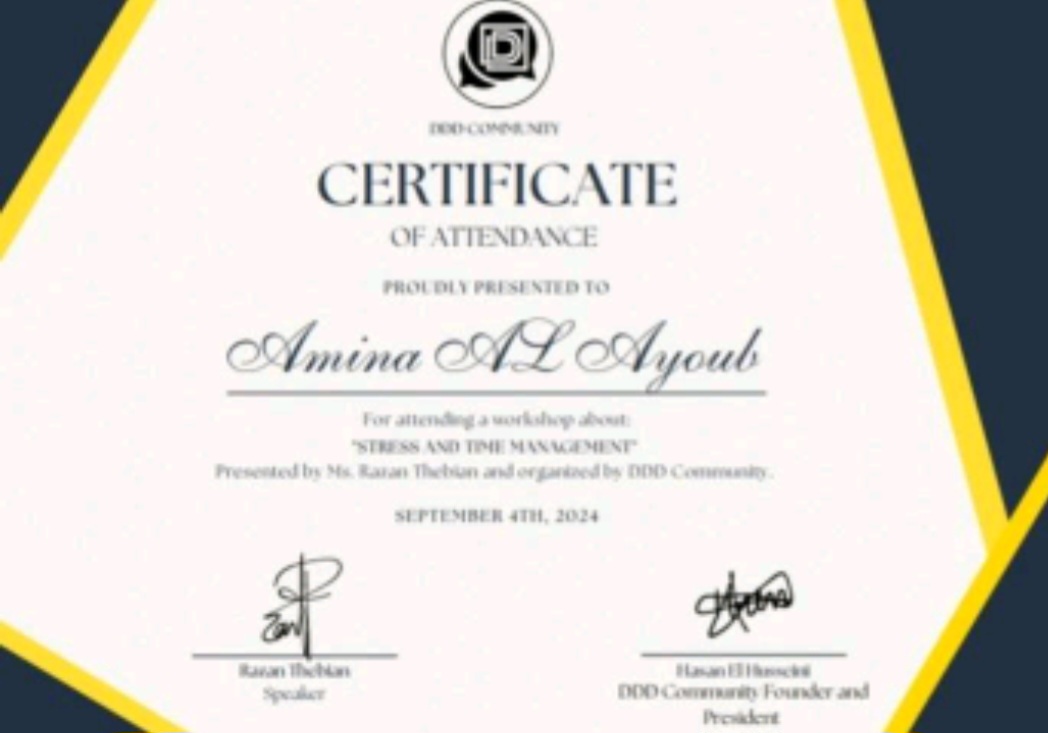 DDD COMMUNITY
CERTIFICATE
OF ATTENDANCE
PROUDLY PRESENTED TO
Amina AL Ayoub
For attending a workshop about:
"STRESS AND TIME MANAGEMENT"
Presented by Ms. Razan Thebian and organized by DDD Community.
SEPTEMBER 4TH, 2024
Razan Thebian
Speaker
Hasan El Husseini
DDD Community Founder and
President